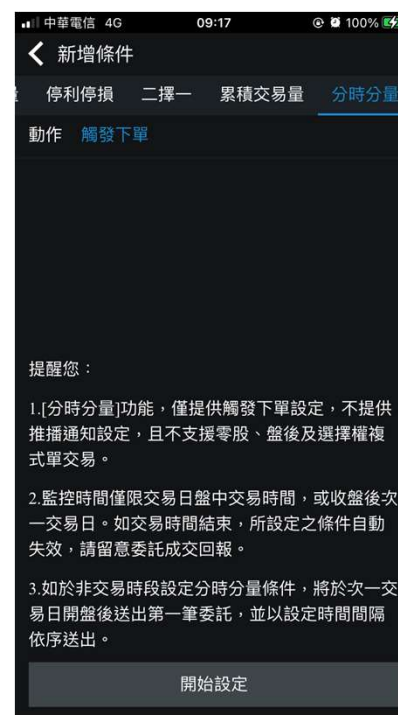 中華電信 4G 09:17 100%
新增條件
停利停損 二擇一 累積交易量 分時分量
動作 觸發下單
提醒您：
1.[分時分量]功能，僅提供觸發下單設定，不提供
推播通知設定，且不支援零股、盤後及選擇權複
式單交易。
2.監控時間僅限交易日盤中交易時間，或收盤後次
一交易日。如交易時間結束，所設定之條件自動
失效，請留意委託成交回報。
3.如於非交易時段設定分時分量條件，將於次一交
易日開盤後送出第一筆委託，並以設定時間間隔
依序送出。
開始設定